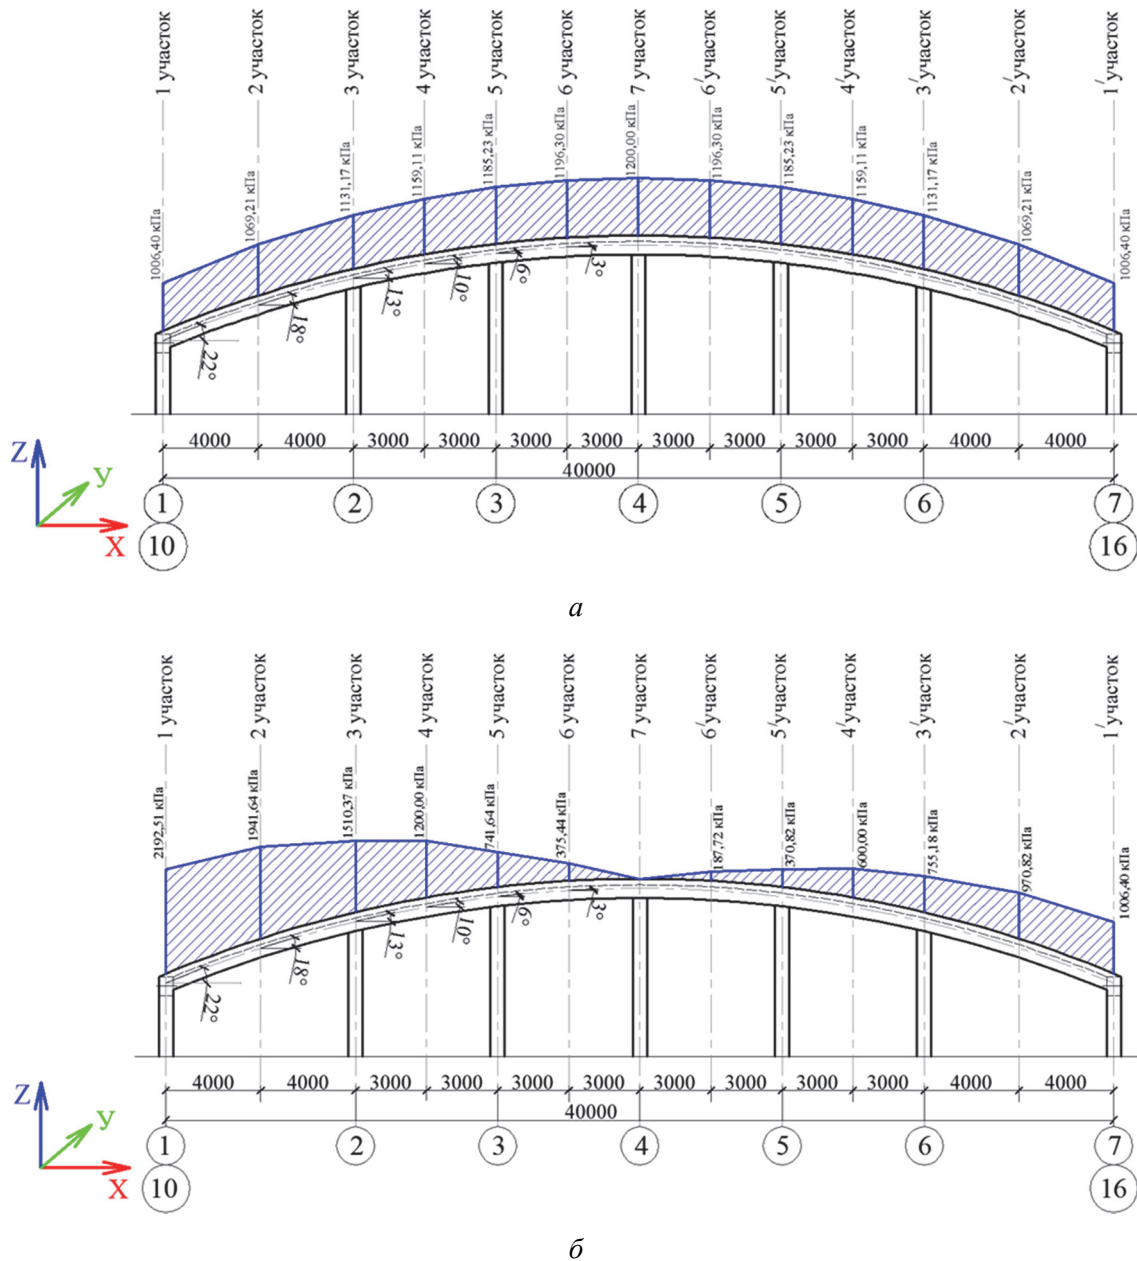 1 участок
2 участок
3 участок
4 участок
5 участок
6 участок
7 участок
6′ участок
5′ участок
4′ участок
3′ участок
2′ участок
1′ участок
1006,40 кПа
1069,21 кПа
1131,17 кПа
1159,11 кПа
1185,23 кПа
1196,30 кПа
1200,00 кПа
1196,30 кПа
1185,23 кПа
1159,11 кПа
1131,17 кПа
1069,21 кПа
1006,40 кПа
22°
18°
13°
10°
6°
3°
4000 4000 3000 3000 3000 3000 3000 3000 3000 3000 4000 4000
40000
Z
У
X
1 2 3 4 5 6 7
10 16
а
1 участок
2 участок
3 участок
4 участок
5 участок
6 участок
7 участок
6′ участок
5′ участок
4′ участок
3′ участок
2′ участок
1′ участок
2192,51 кПа
1941,64 кПа
1510,37 кПа
1200,00 кПа
741,64 кПа
375,44 кПа
187,72 кПа
370,82 кПа
600,00 кПа
755,18 кПа
970,82 кПа
1006,40 кПа
22°
18°
13°
10°
6°
3°
4000 4000 3000 3000 3000 3000 3000 3000 3000 3000 4000 4000
40000
Z
У
X
1 2 3 4 5 6 7
10 16
б